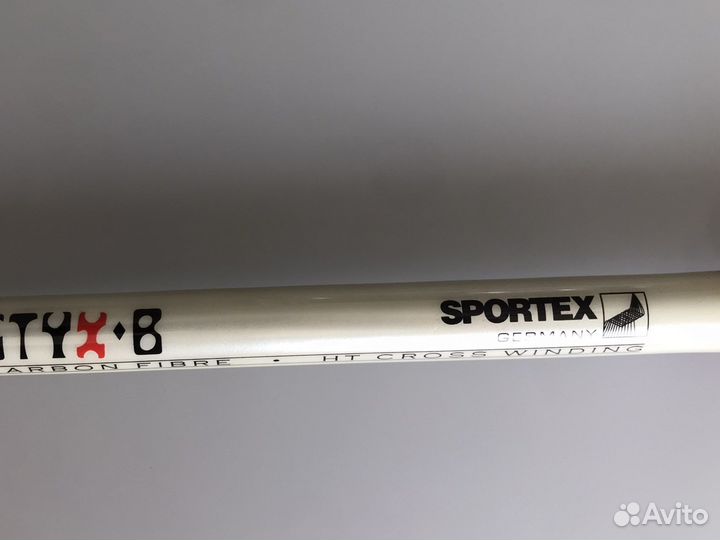 STYX·B
SPORTEX
GERMANY
CARBON FIBRE · HT CROSS WINDING
Avito